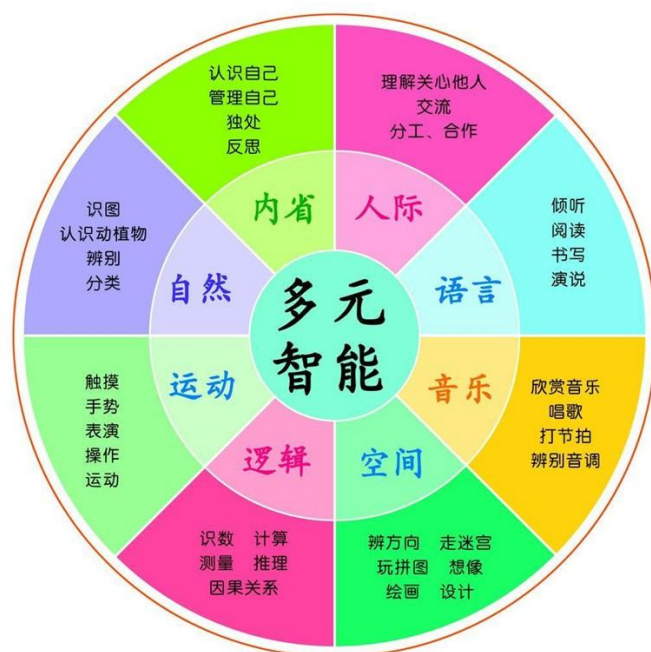 多元
智能
内省
认识自己
管理自己
独处
反思
人际
理解关心他人
交流
分工、合作
语言
倾听
阅读
书写
演说
音乐
欣赏音乐
唱歌
打节拍
辨别音调
空间
辨方向 走迷宫
玩拼图 想像
绘画 设计
逻辑
识数 计算
测量 推理
因果关系
运动
触摸
手势
表演
操作
运动
自然
识图
认识动植物
辨别
分类